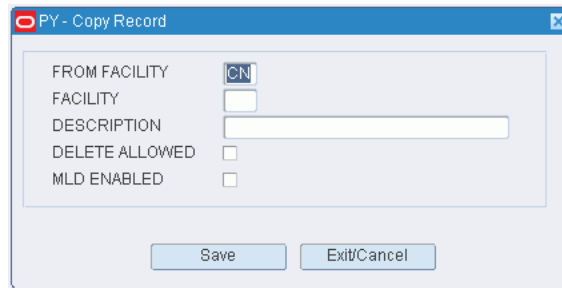 PY - Copy Record
FROM FACILITY CN
FACILITY
DESCRIPTION
DELETE ALLOWED
MLD ENABLED
Save Exit/Cancel